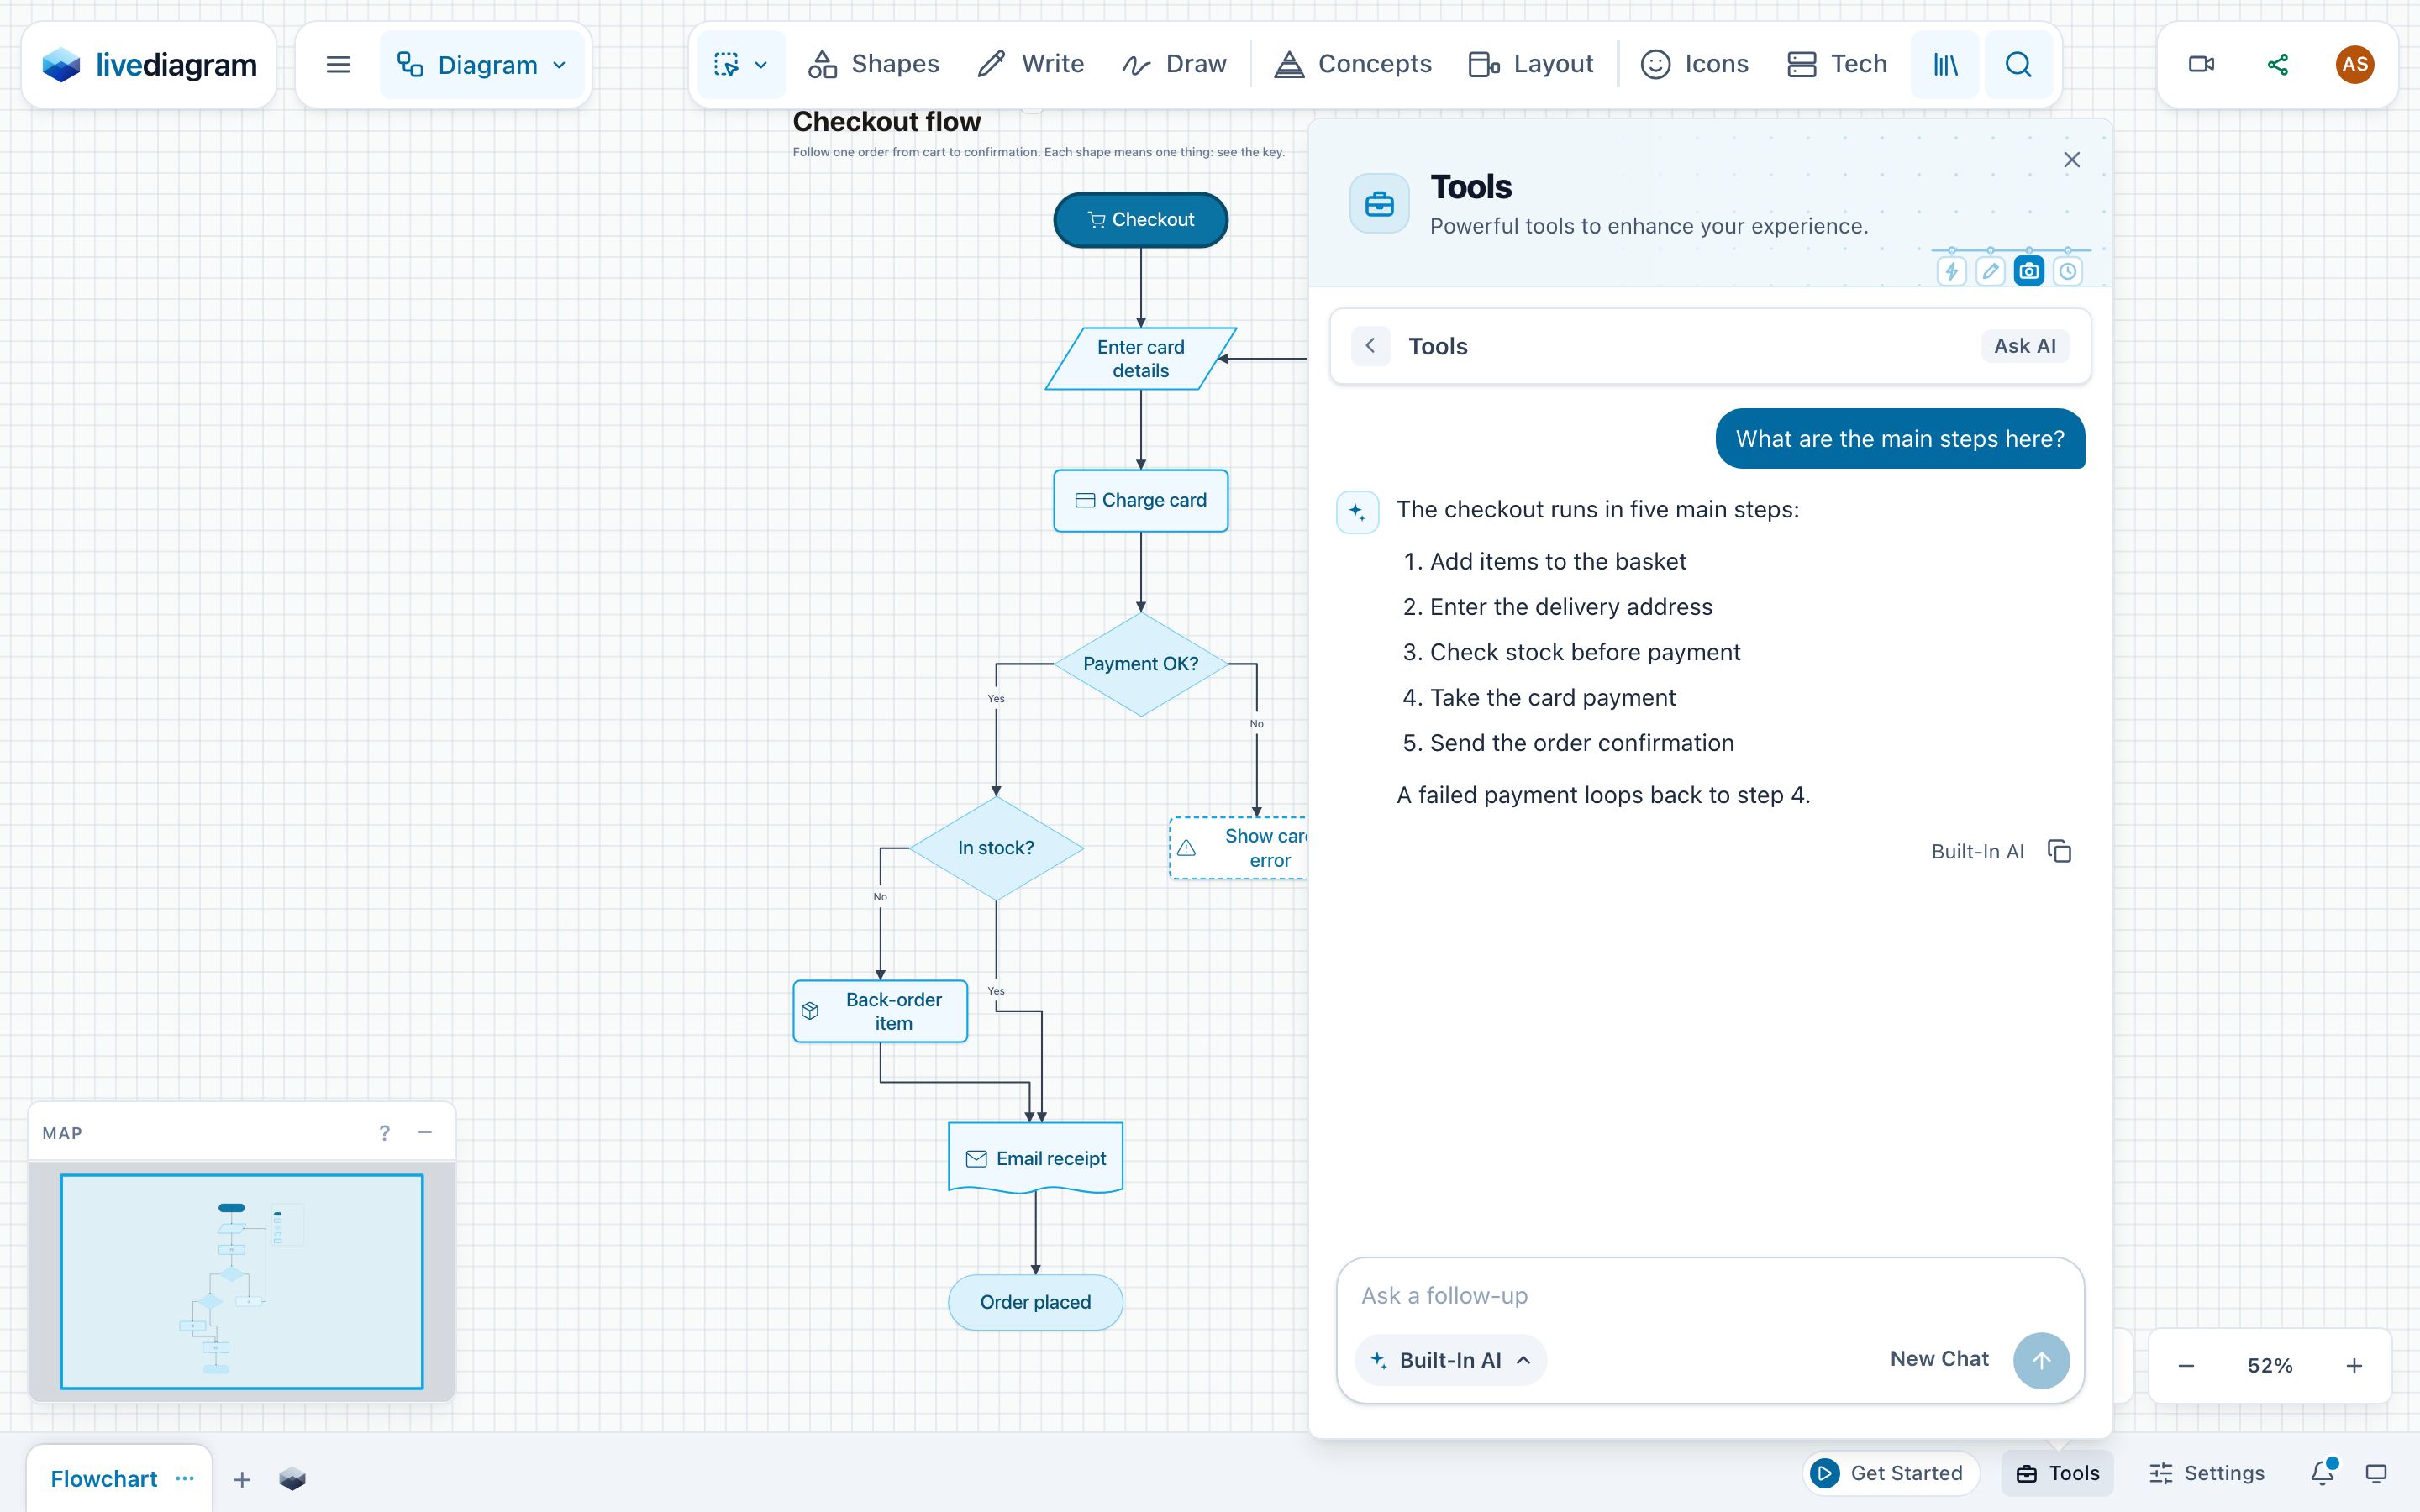 livediagram
Diagram
Shapes
Write
Draw
Concepts
Layout
Icons
Tech
AS
Checkout flow
Follow one order from cart to confirmation. Each shape means one thing: see the key.
Checkout
Enter card
details
Charge card
Payment OK?
Yes
No
In stock?
Show
error
No
Yes
Back-order
item
Email receipt
Order placed
Tools
Powerful tools to enhance your experience.
Tools
Ask AI
What are the main steps here?
The checkout runs in five main steps:
1. Add items to the basket
2. Enter the delivery address
3. Check stock before payment
4. Take the card payment
5. Send the order confirmation
A failed payment loops back to step 4.
Built-In AI
Ask a follow-up
Built-In AI
New Chat
MAP
?
52%
Flowchart
Get Started
Tools
Settings